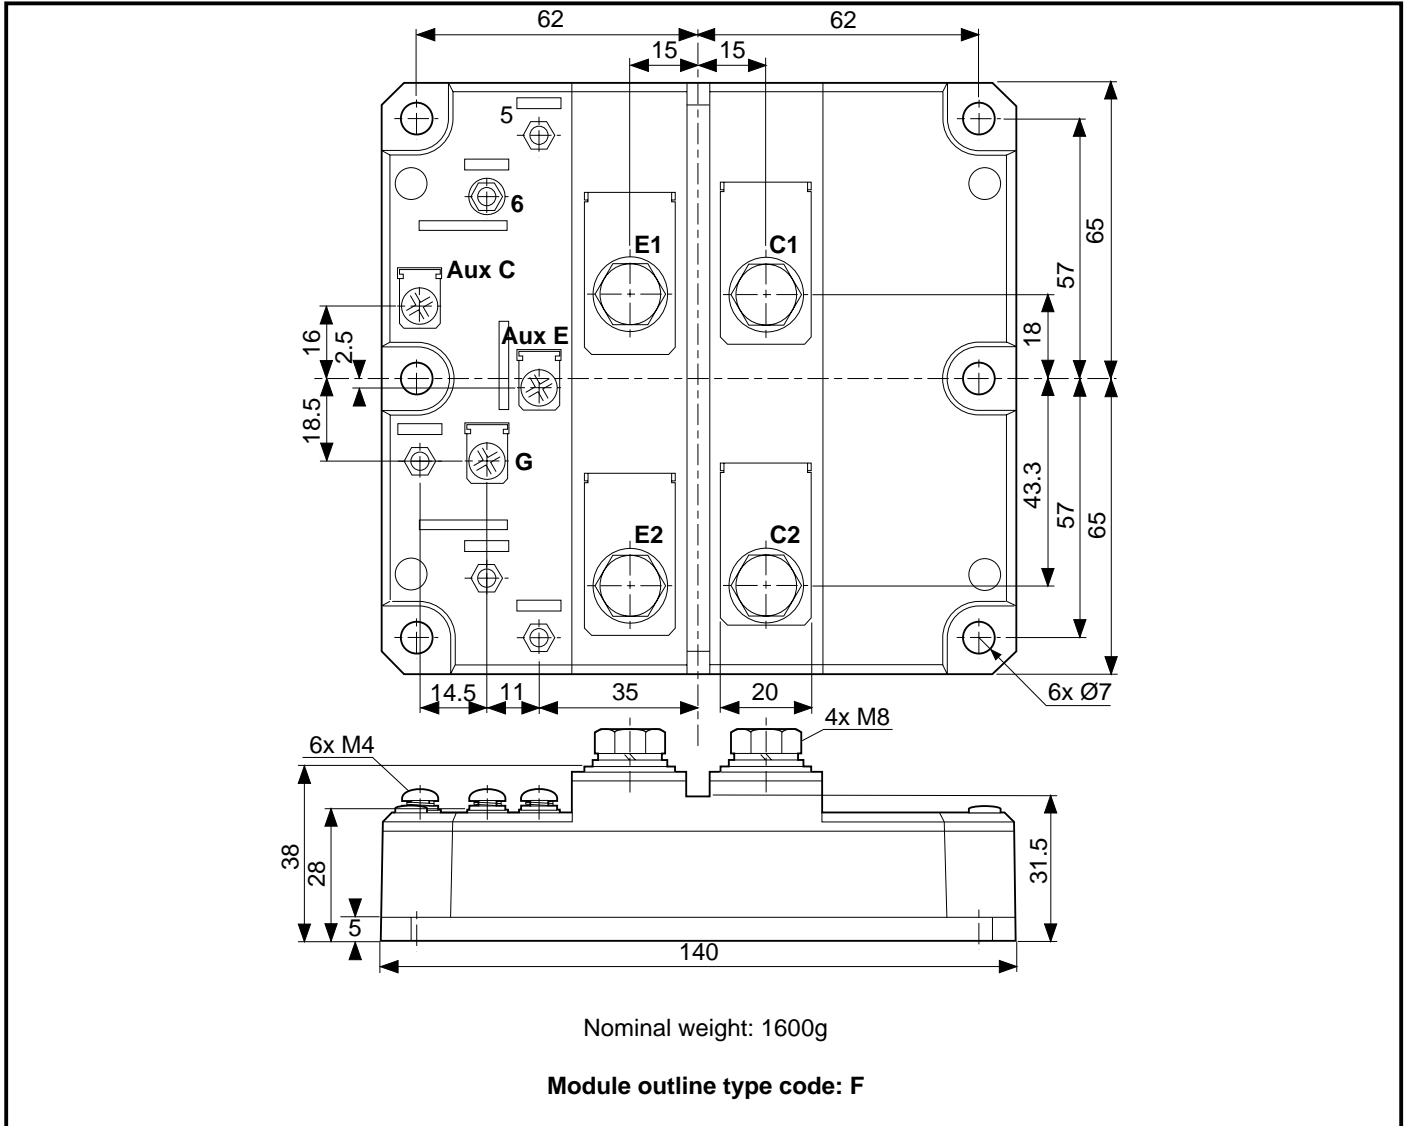 62 62
15 15
5
6
E1 C1
Aux C
65
57
Aux E
16
2.5
18
18.5
G
43.3
57
65
E2 C2
14.5 11 35 20 6x Ø7
4x M8
6x M4
38
28
31.5
5
140
Nominal weight: 1600g
Module outline type code: F